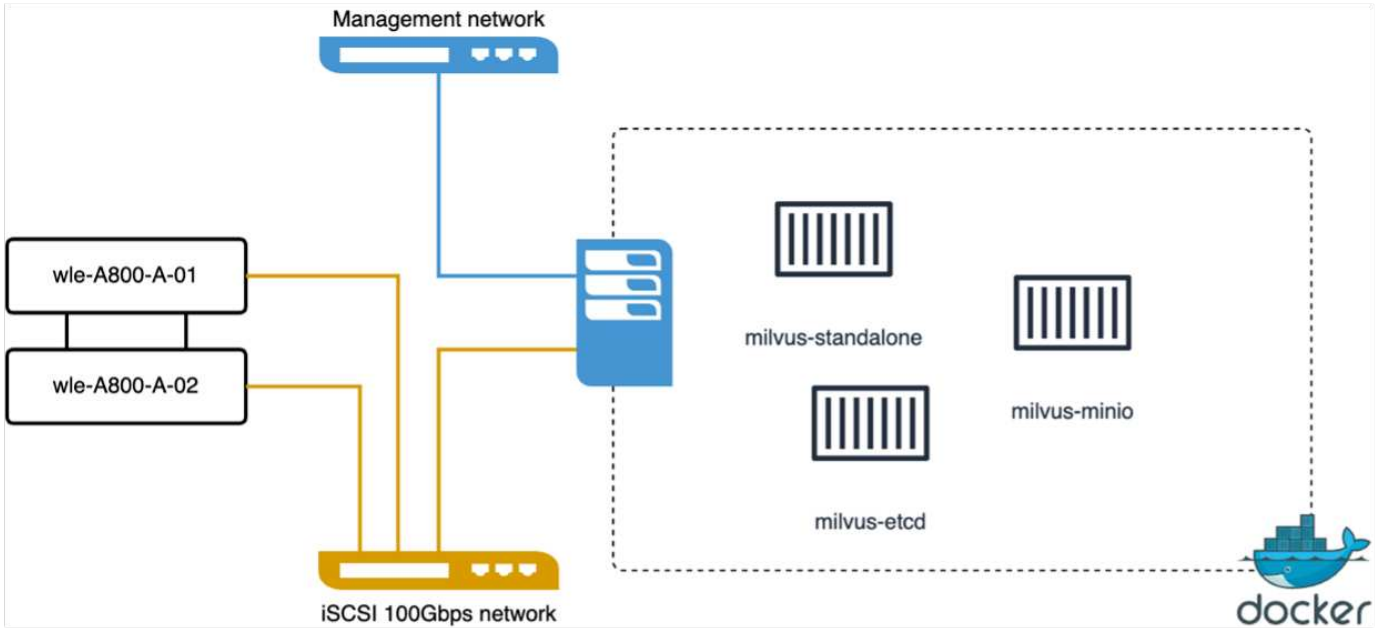 Management network
wle-A800-A-01
wle-A800-A-02
milvus-standalone
milvus-minio
milvus-etcd
iSCSI 100Gbps network
docker